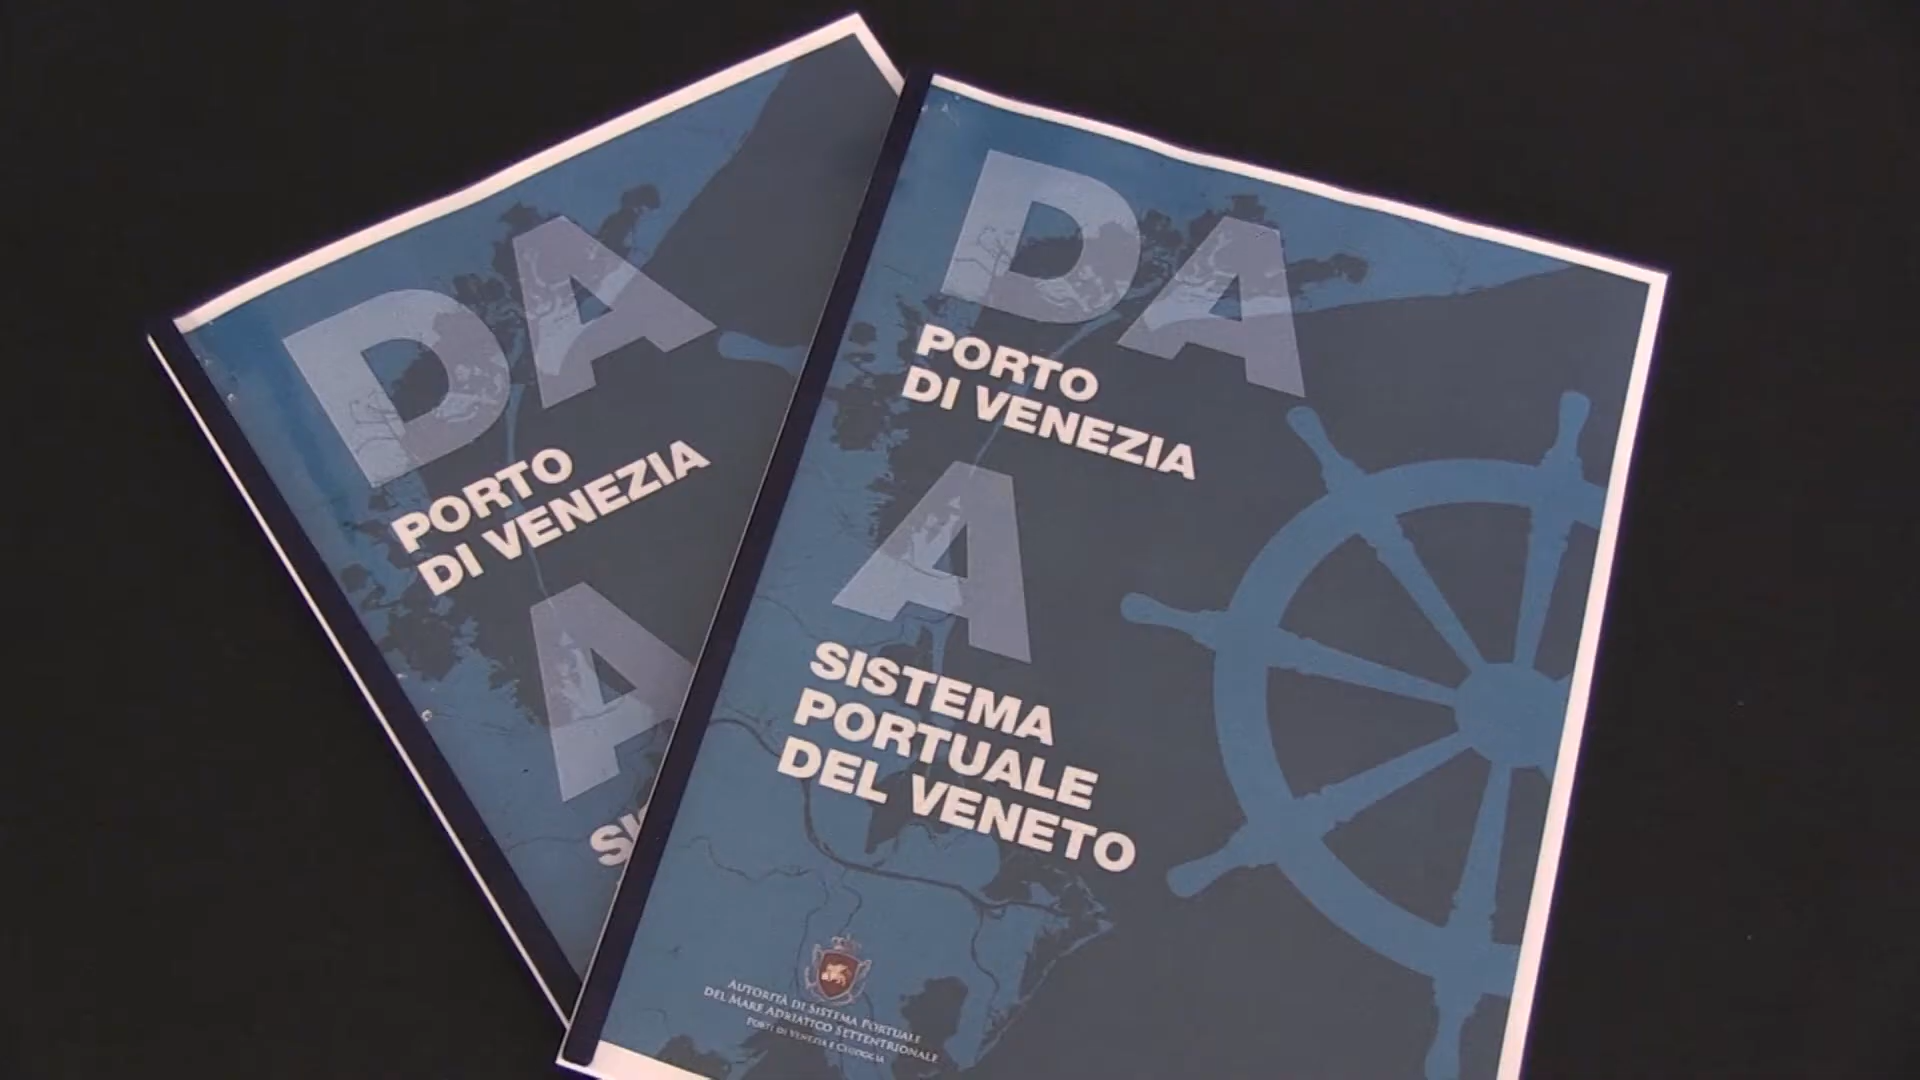 DA
PORTO
DI VENEZIA
A
SI
DA
PORTO
DI VENEZIA
A
SISTEMA
PORTUALE
DEL VENETO
AUTORITÀ DI SISTEMA PORTUALE
DEL MARE ADRIATICO SETTENTRIONALE
PORTI DI VENEZIA E CHIOGGIA